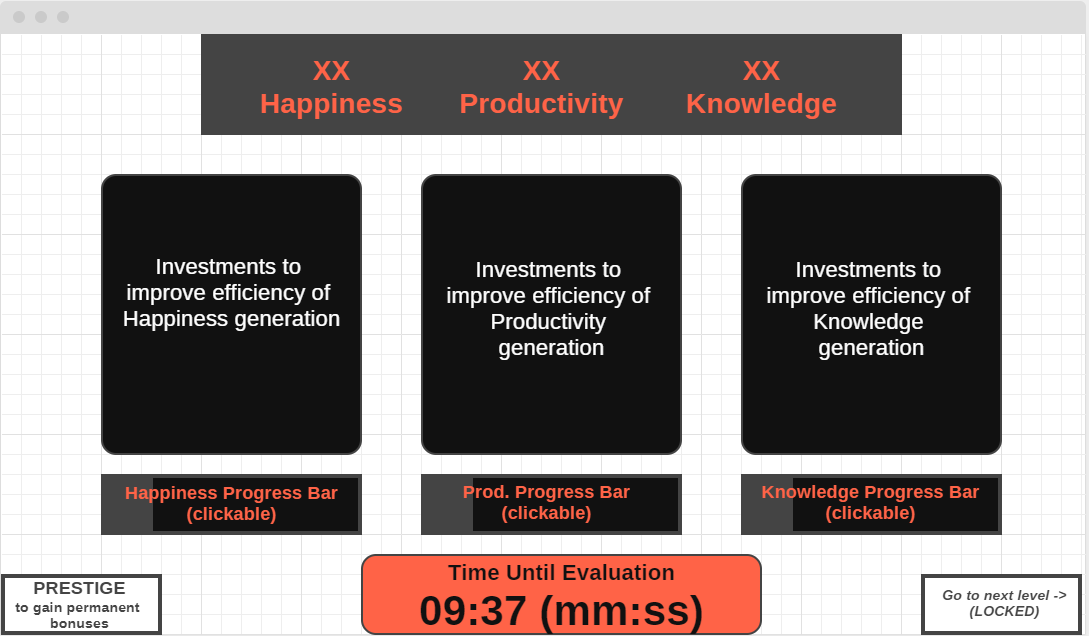 XX
Happiness
XX
Productivity
XX
Knowledge
Investments to
improve efficiency of
Happiness generation
Investments to
improve efficiency of
Productivity
generation
Investments to
improve efficiency of
Knowledge
generation
Happiness Progress Bar
(clickable)
Prod. Progress Bar
(clickable)
Knowledge Progress Bar
(clickable)
Time Until Evaluation
09:37 (mm:ss)
PRESTIGE
to gain permanent
bonuses
Go to next level ->
(LOCKED)